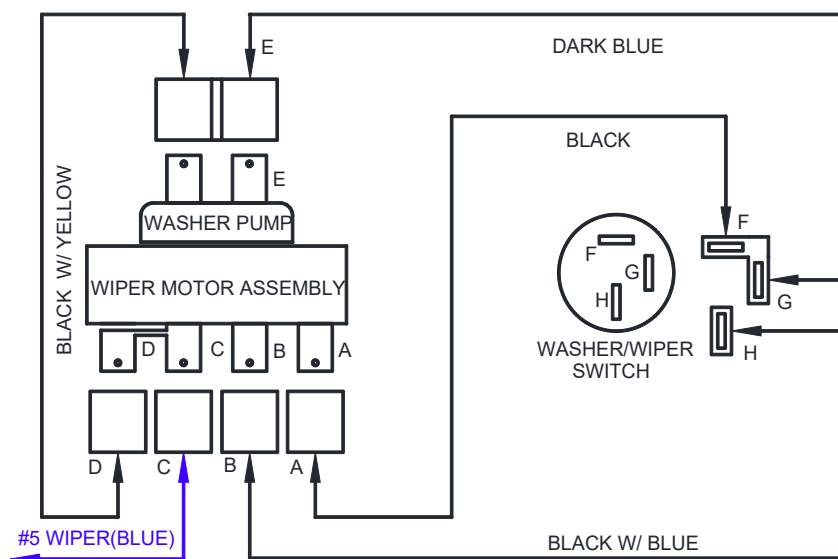 E
DARK BLUE
BLACK
BLACK W/ YELLOW
E
WASHER PUMP
F
F
G
WIPER MOTOR ASSEMBLY
H
G
D
C
B
A
WASHER/WIPER
SWITCH
H
D
C
B
A
#5 WIPER(BLUE)
BLACK W/ BLUE